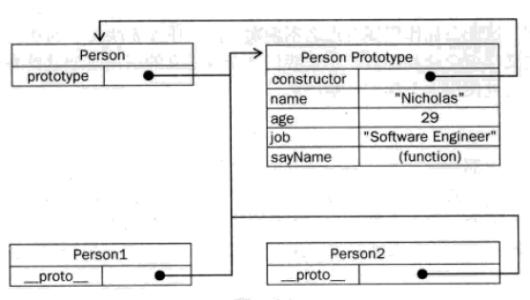 Person
prototype
Person Prototype
constructor
name "Nicholas"
age 29
job "Software Engineer"
sayName (function)
Person1
__proto__
Person2
__proto__